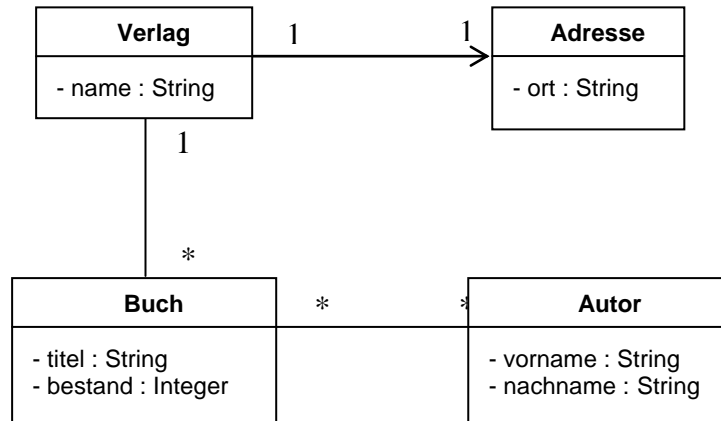 Verlag
- name : String
1
1
Adresse
- ort : String
1
*
Buch
- titel : String
- bestand : Integer
*
*
Autor
- vorname : String
- nachname : String